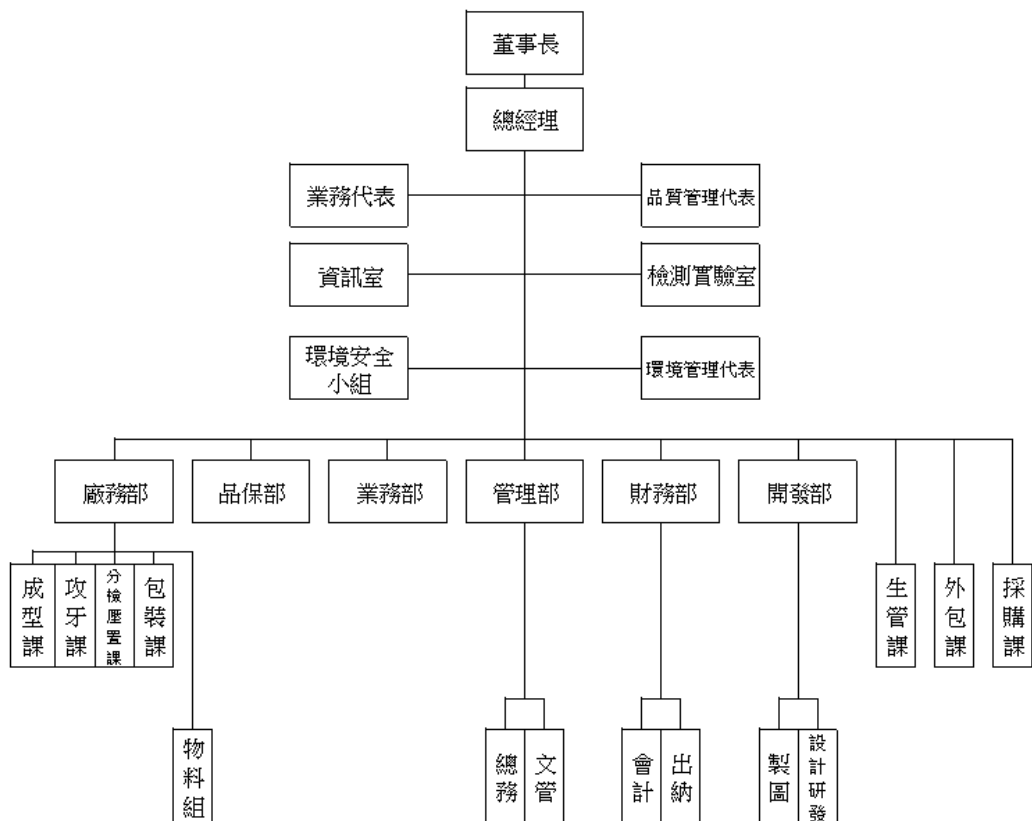 董事長
總經理
業務代表
品質管理代表
資訊室
檢測實驗室
環境安全
小組
環境管理代表
廠務部
品保部
業務部
管理部
財務部
開發部
成型課
攻牙課
分檢壓置課
包裝課
生管課
外包課
採購課
物料組
總務
文管
會計
出納
製圖
設計研發